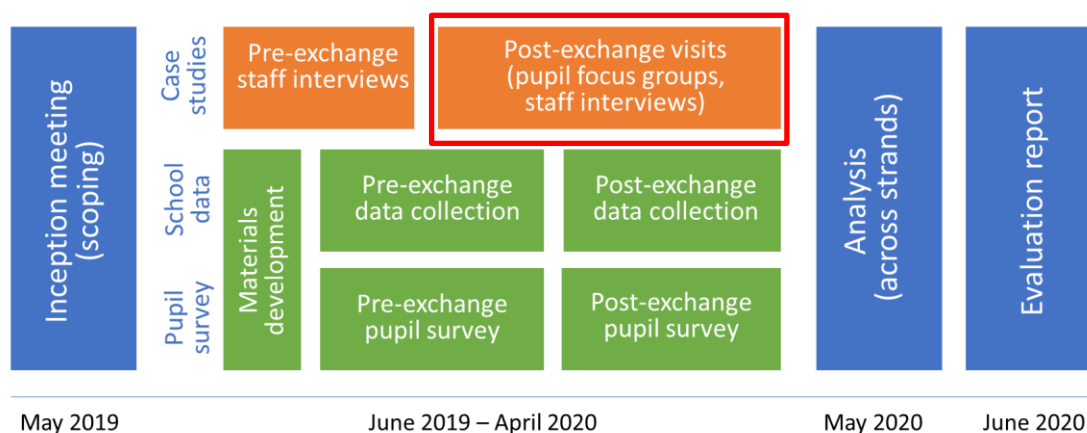 Inception meeting
(scoping)
Case
studies
Pre-exchange
staff interviews
Post-exchange visits
(pupil focus groups,
staff interviews)
School
data
Materials
development
Pre-exchange
data collection
Post-exchange
data collection
Pupil
survey
Pre-exchange
pupil survey
Post-exchange
pupil survey
Analysis
(across strands)
Evaluation report
May 2019
June 2019 – April 2020
May 2020
June 2020